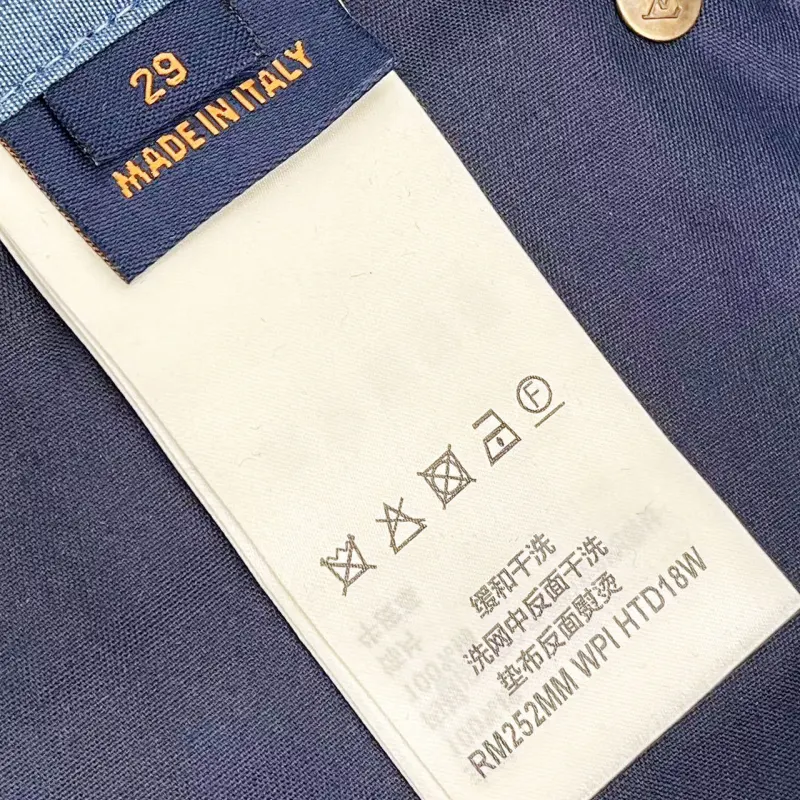 29
MADE IN ITALY
LV
F
缓和干洗
洗网中反面干洗
垫布反面熨烫
RM252MM WPI HTD18W